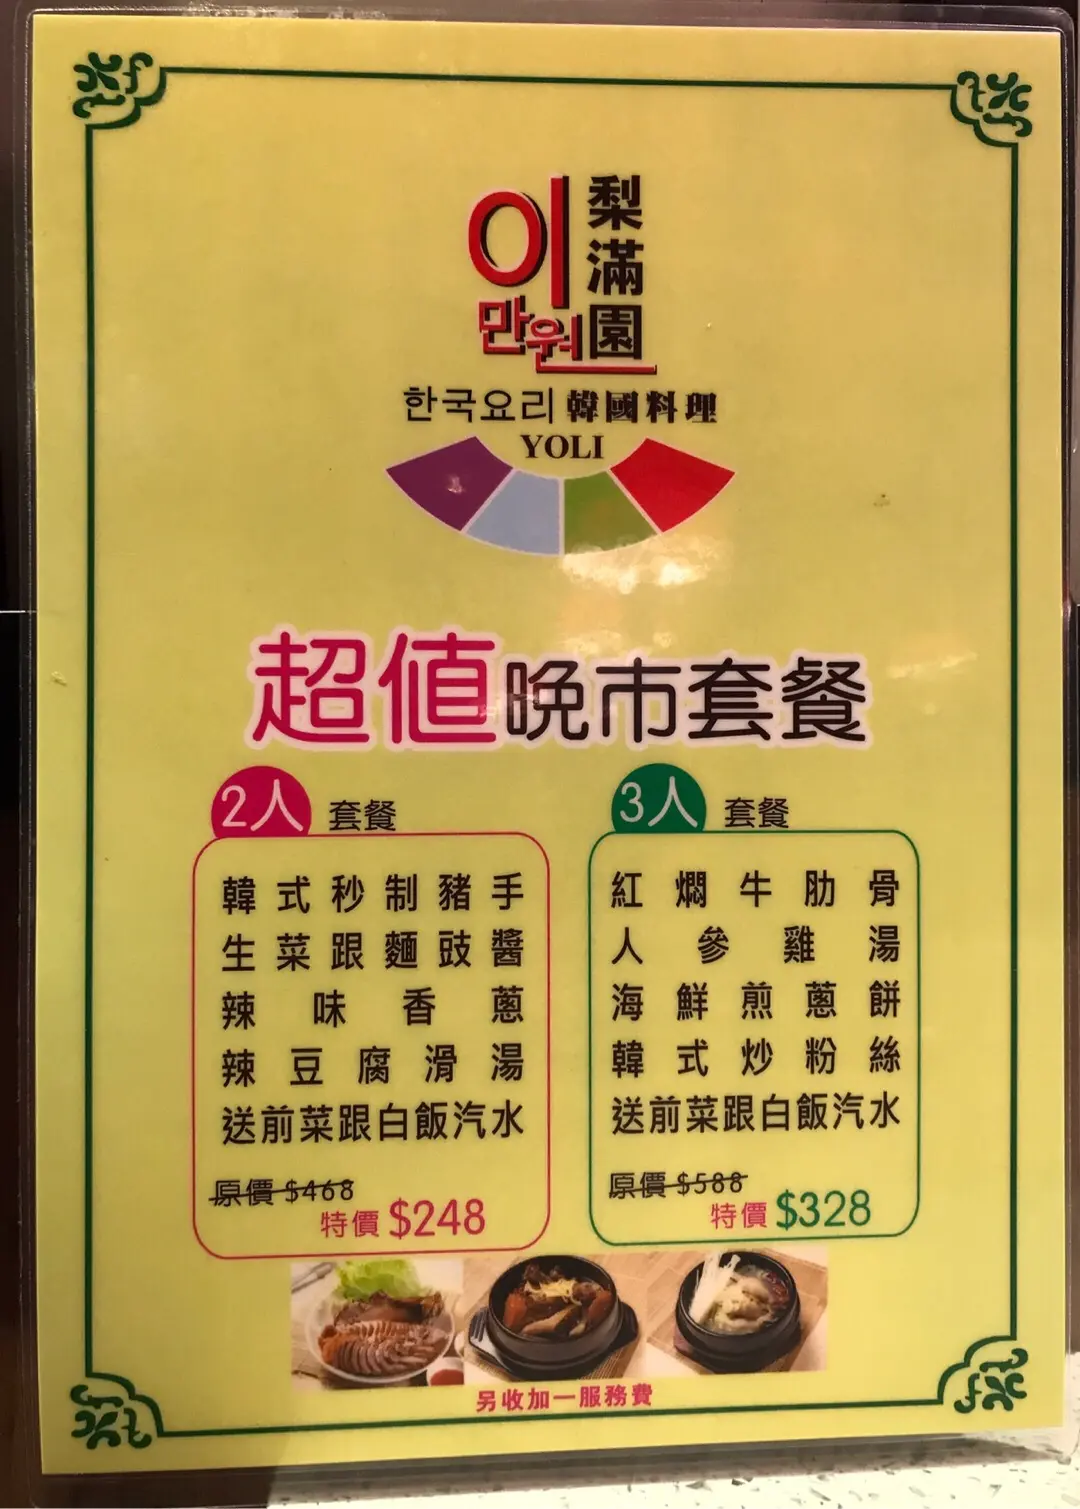 이만원
梨滿園
한국요리 韓國料理
YOLI
超值晚市套餐
2人 套餐
韓式秒制豬手
生菜跟麵豉醬
辣味香蔥
辣豆腐滑湯
送前菜跟白飯汽水
原價 $468
特價 $248
3人 套餐
紅燜牛肋骨
人參雞湯
海鮮煎蔥餅
韓式炒粉絲
送前菜跟白飯汽水
原價 $588
特價 $328
另收加一服務費